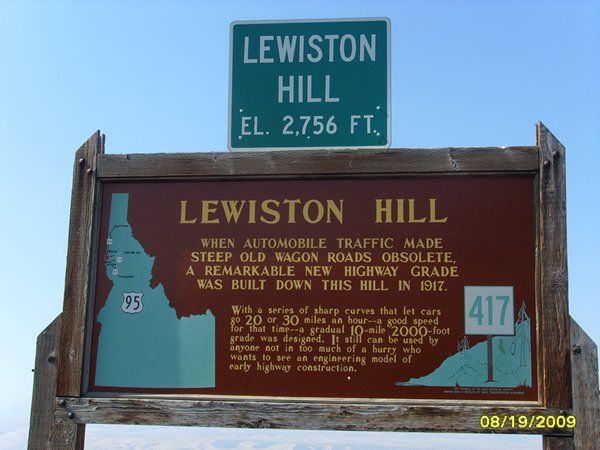 LEWISTON
HILL
EL. 2,756 FT.
LEWISTON HILL
WHEN AUTOMOBILE TRAFFIC MADE
STEEP OLD WAGON ROADS OBSOLETE,
A REMARKABLE NEW HIGHWAY GRADE
WAS BUILT DOWN THIS HILL IN 1917.
With a series of sharp curves that let cars
go 20 or 30 miles an hour--a good speed
for that time--a gradual 10-mile 2000-foot
grade was designed. It still can be used by
anyone not in too much of a hurry who
wants to see an engineering model of
early highway construction.
95
417
08/19/2009